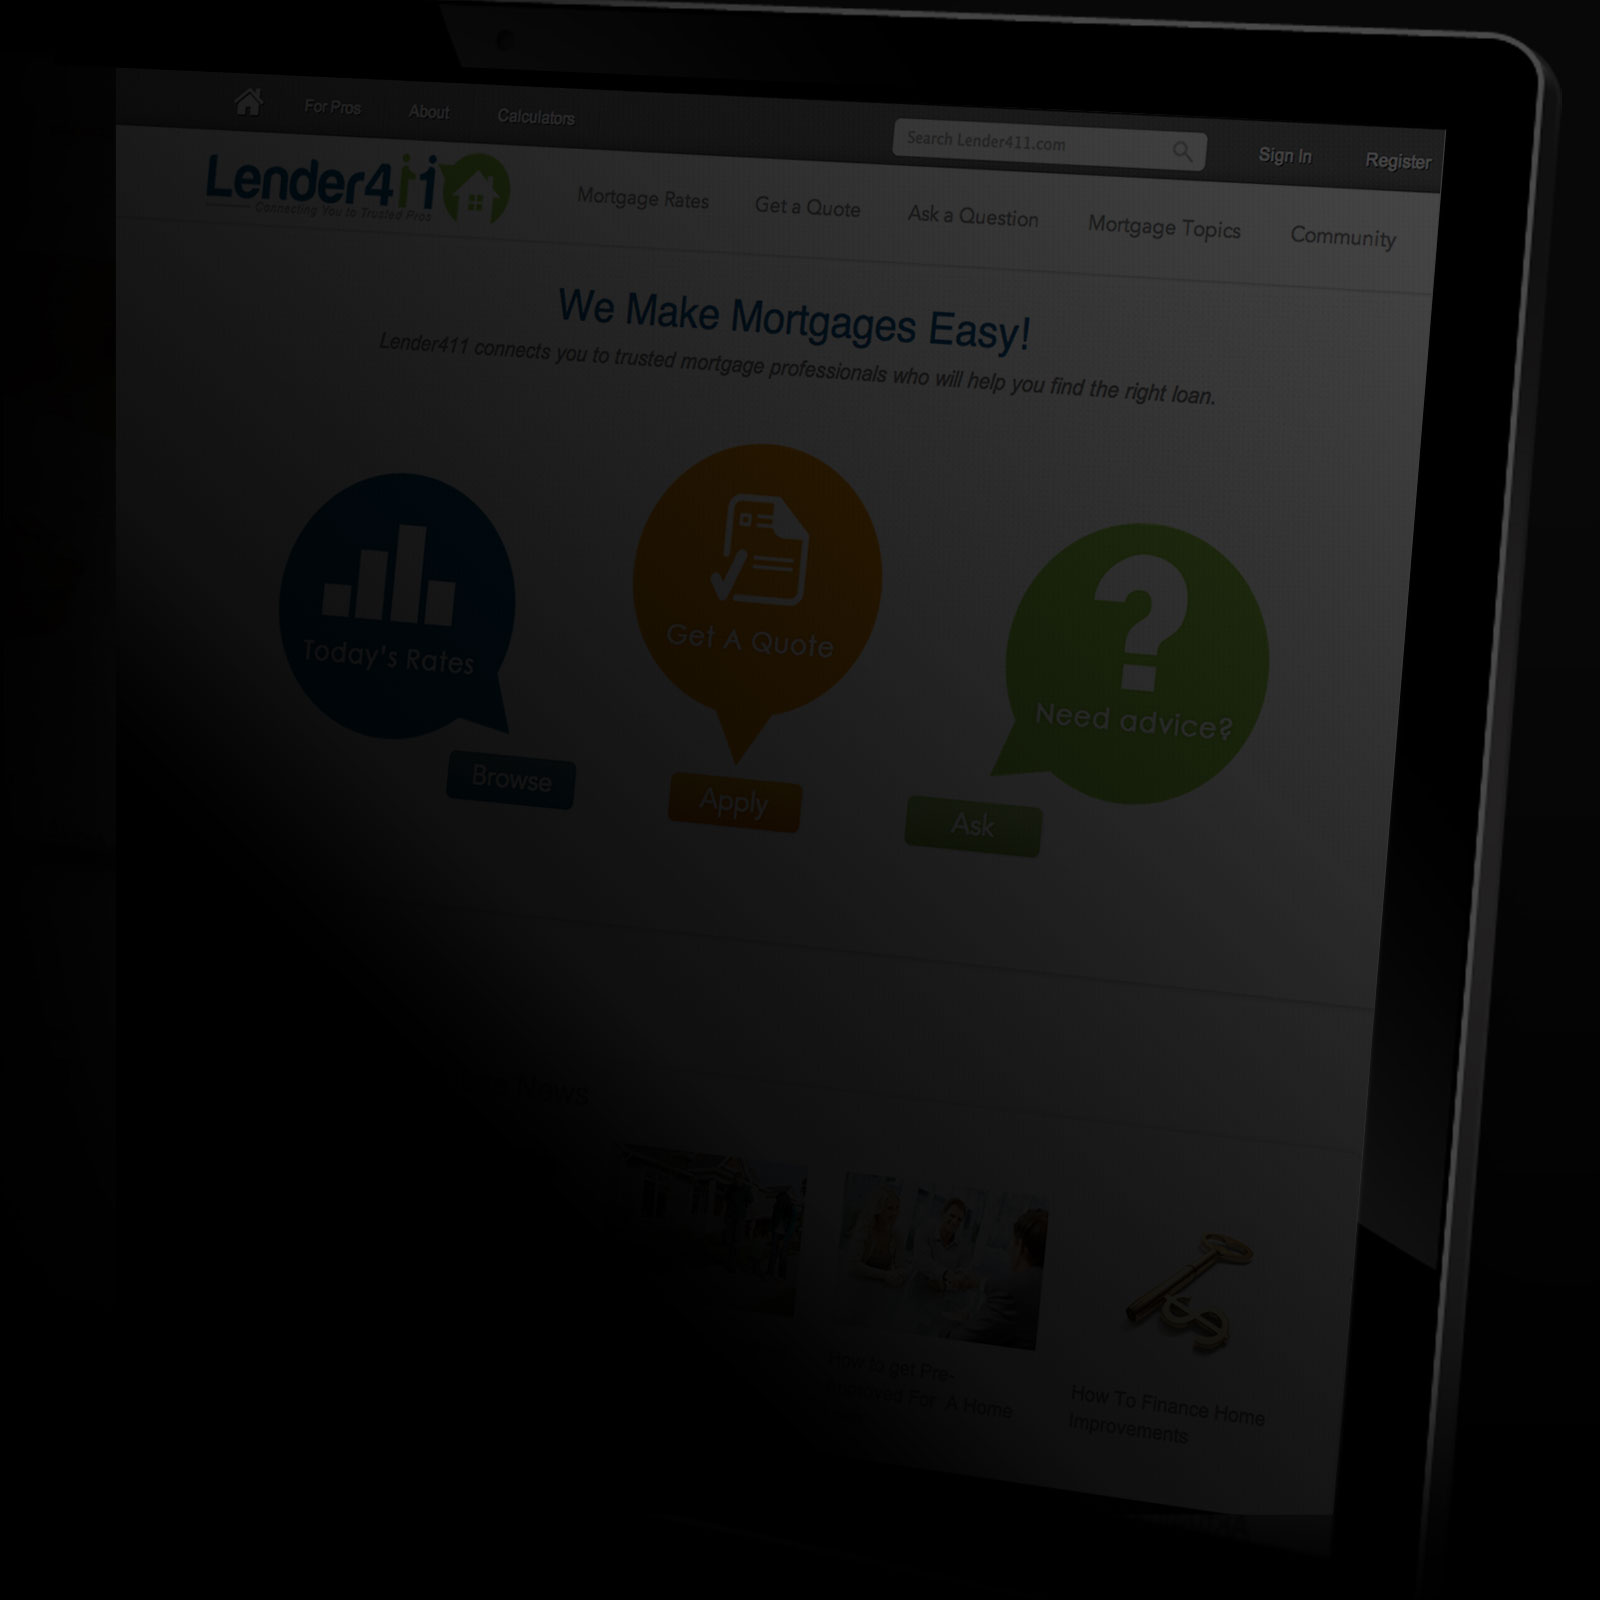 For Pros
About
Calculators
Search Lender411.com
Sign In
Register
Lender411
Connecting You to Trusted Pros
Mortgage Rates
Get a Quote
Ask a Question
Mortgage Topics
Community
We Make Mortgages Easy!
Lender411 connects you to trusted mortgage professionals who will help you find the right loan.
Today's Rates
Get A Quote
Need advice?
Browse
Apply
Ask
News
How to get Pre-
Approved For A Home
How To Finance Home
Improvements